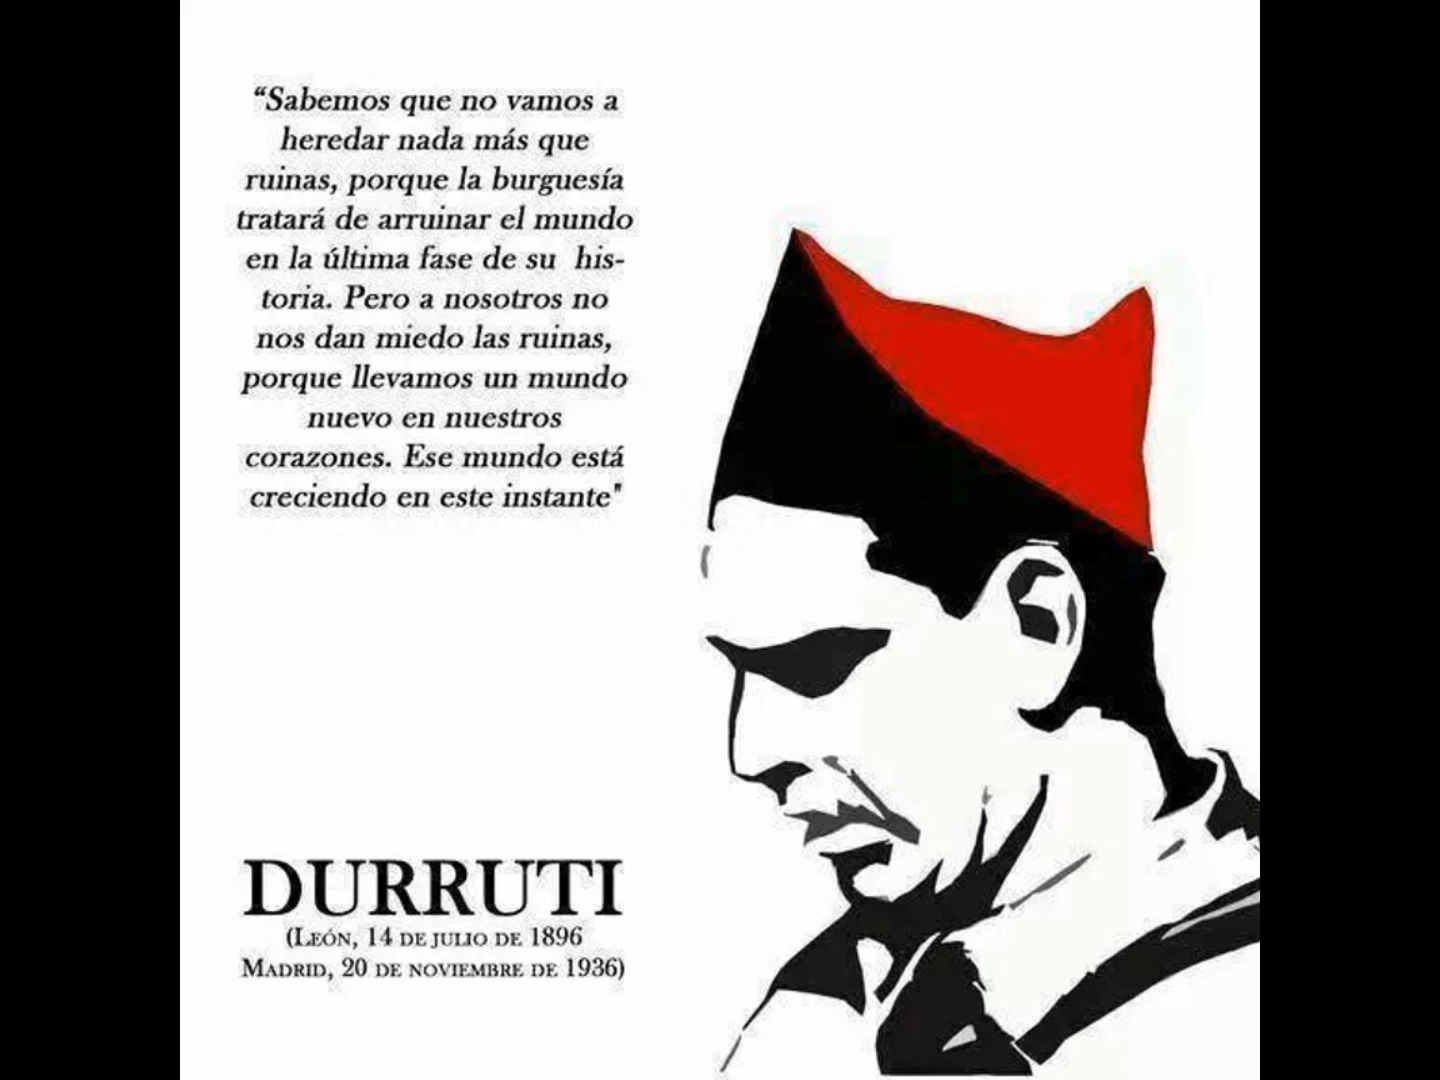 “Sabemos que no vamos a
heredar nada más que
ruinas, porque la burguesía
tratará de arruinar el mundo
en la última fase de su his-
toria. Pero a nosotros no
nos dan miedo las ruinas,
porque llevamos un mundo
nuevo en nuestros
corazones. Ese mundo está
creciendo en este instante"
DURRUTI
(León, 14 de julio de 1896
Madrid, 20 de noviembre de 1936)